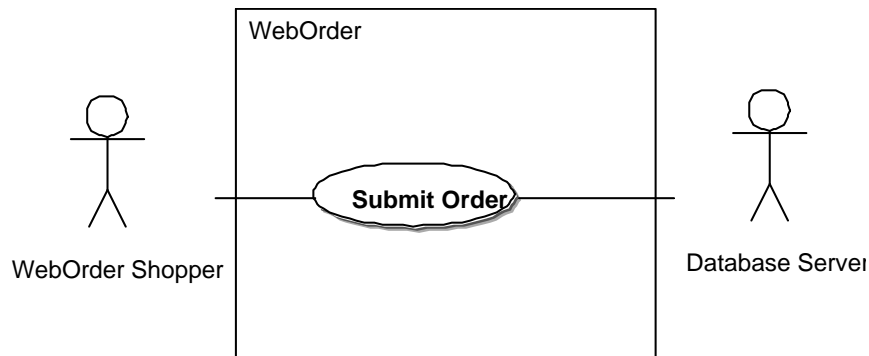 WebOrder
Submit Order
WebOrder Shopper
Database Server